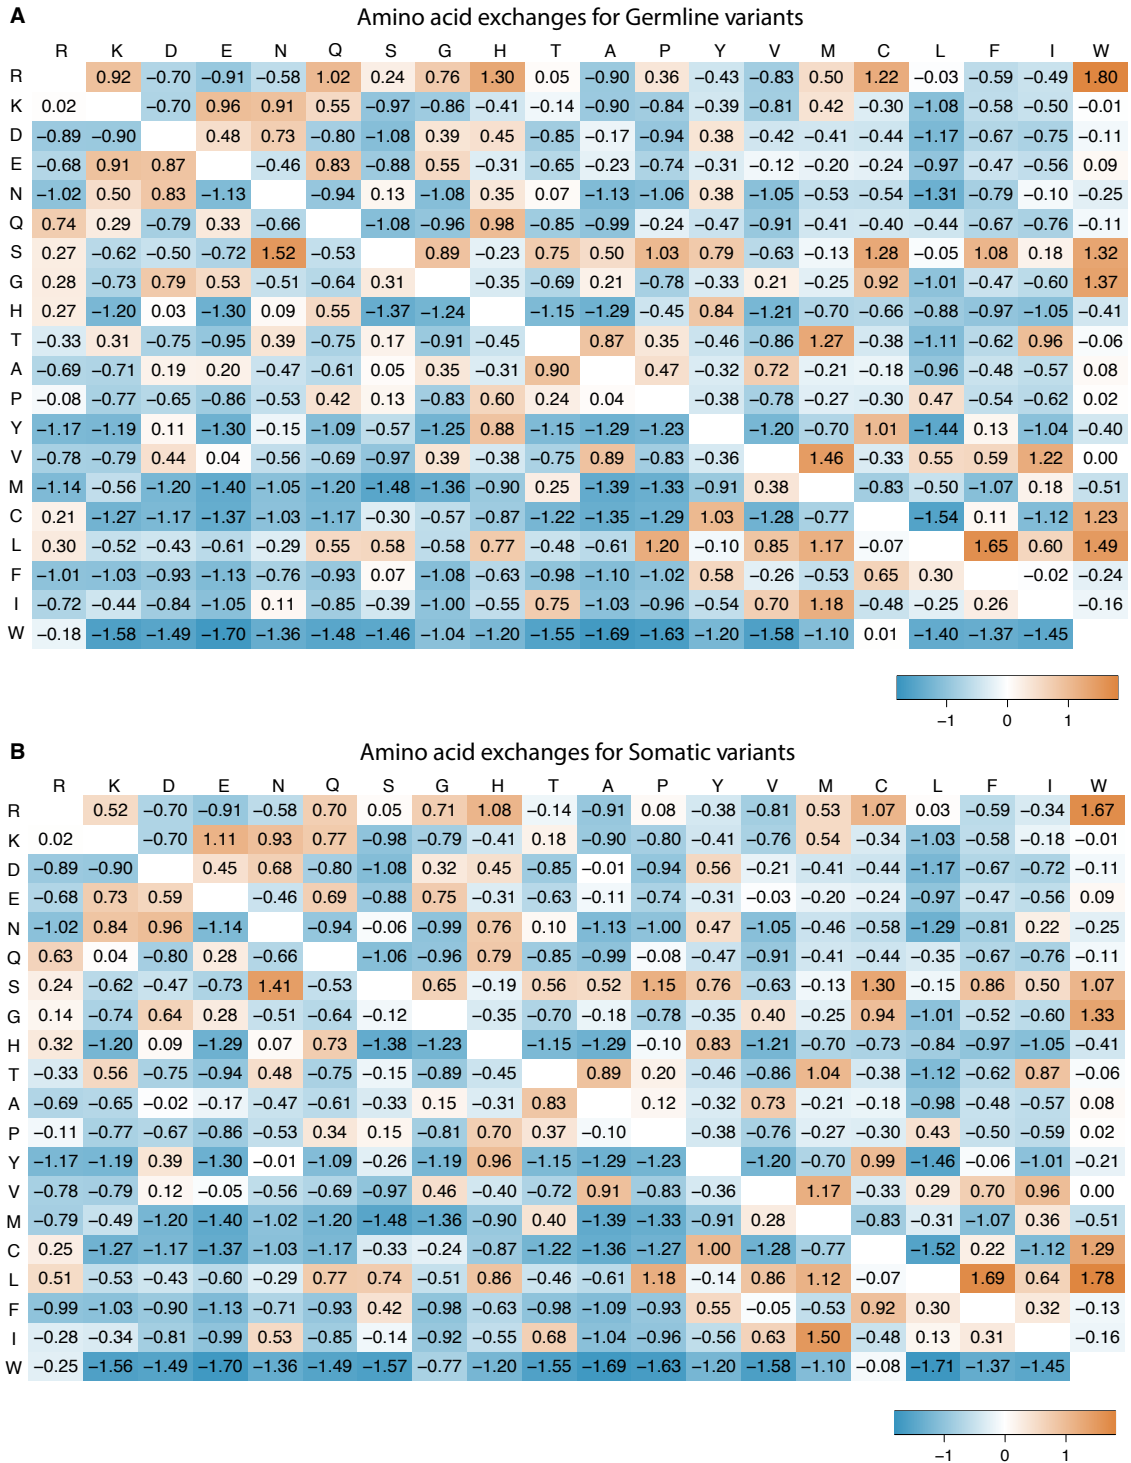 A
Amino acid exchanges for Germline variants
R K D E N Q S G H T A P Y V M C L F I W
R 0.92 −0.70 −0.91 −0.58 1.02 0.24 0.76 1.30 0.05 −0.90 0.36 −0.43 −0.83 0.50 1.22 −0.03 −0.59 −0.49 1.80
K 0.02 −0.70 0.96 0.91 0.55 −0.97 −0.86 −0.41 −0.14 −0.90 −0.84 −0.39 −0.81 0.42 −0.30 −1.08 −0.58 −0.50 −0.01
D −0.89 −0.90 0.48 0.73 −0.80 −1.08 0.39 0.45 −0.85 −0.17 −0.94 0.38 −0.42 −0.41 −0.44 −1.17 −0.67 −0.75 −0.11
E −0.68 0.91 0.87 −0.46 0.83 −0.88 0.55 −0.31 −0.65 −0.23 −0.74 −0.31 −0.12 −0.20 −0.24 −0.97 −0.47 −0.56 0.09
N −1.02 0.50 0.83 −1.13 −0.94 0.13 −1.08 0.35 0.07 −1.13 −1.06 0.38 −1.05 −0.53 −0.54 −1.31 −0.79 −0.10 −0.25
Q 0.74 0.29 −0.79 0.33 −0.66 −1.08 −0.96 0.98 −0.85 −0.99 −0.24 −0.47 −0.91 −0.41 −0.40 −0.44 −0.67 −0.76 −0.11
S 0.27 −0.62 −0.50 −0.72 1.52 −0.53 0.89 −0.23 0.75 0.50 1.03 0.79 −0.63 −0.13 1.28 −0.05 1.08 0.18 1.32
G 0.28 −0.73 0.79 0.53 −0.51 −0.64 0.31 −0.35 −0.69 0.21 −0.78 −0.33 0.21 −0.25 0.92 −1.01 −0.47 −0.60 1.37
H 0.27 −1.20 0.03 −1.30 0.09 0.55 −1.37 −1.24 −1.15 −1.29 −0.45 0.84 −1.21 −0.70 −0.66 −0.88 −0.97 −1.05 −0.41
T −0.33 0.31 −0.75 −0.95 0.39 −0.75 0.17 −0.91 −0.45 0.87 0.35 −0.46 −0.86 1.27 −0.38 −1.11 −0.62 0.96 −0.06
A −0.69 −0.71 0.19 0.20 −0.47 −0.61 0.05 0.35 −0.31 0.90 0.47 −0.32 0.72 −0.21 −0.18 −0.96 −0.48 −0.57 0.08
P −0.08 −0.77 −0.65 −0.86 −0.53 0.42 0.13 −0.83 0.60 0.24 0.04 −0.38 −0.78 −0.27 −0.30 0.47 −0.54 −0.62 0.02
Y −1.17 −1.19 0.11 −1.30 −0.15 −1.09 −0.57 −1.25 0.88 −1.15 −1.29 −1.23 −1.20 −0.70 1.01 −1.44 0.13 −1.04 −0.40
V −0.78 −0.79 0.44 0.04 −0.56 −0.69 −0.97 0.39 −0.38 −0.75 0.89 −0.83 −0.36 1.46 −0.33 0.55 0.59 1.22 0.00
M −1.14 −0.56 −1.20 −1.40 −1.05 −1.20 −1.48 −1.36 −0.90 0.25 −1.39 −1.33 −0.91 0.38 −0.83 −0.50 −1.07 0.18 −0.51
C 0.21 −1.27 −1.17 −1.37 −1.03 −1.17 −0.30 −0.57 −0.87 −1.22 −1.35 −1.29 1.03 −1.28 −0.77 −1.54 0.11 −1.12 1.23
L 0.30 −0.52 −0.43 −0.61 −0.29 0.55 0.58 −0.58 0.77 −0.48 −0.61 1.20 −0.10 0.85 1.17 −0.07 1.65 0.60 1.49
F −1.01 −1.03 −0.93 −1.13 −0.76 −0.93 0.07 −1.08 −0.63 −0.98 −1.10 −1.02 0.58 −0.26 −0.53 0.65 0.30 −0.02 −0.24
I −0.72 −0.44 −0.84 −1.05 0.11 −0.85 −0.39 −1.00 −0.55 0.75 −1.03 −0.96 −0.54 0.70 1.18 −0.48 −0.25 0.26 −0.16
W −0.18 −1.58 −1.49 −1.70 −1.36 −1.48 −1.46 −1.04 −1.20 −1.55 −1.69 −1.63 −1.20 −1.58 −1.10 0.01 −1.40 −1.37 −1.45
−1 0 1
B
Amino acid exchanges for Somatic variants
R K D E N Q S G H T A P Y V M C L F I W
R 0.52 −0.70 −0.91 −0.58 0.70 0.05 0.71 1.08 −0.14 −0.91 0.08 −0.38 −0.81 0.53 1.07 0.03 −0.59 −0.34 1.67
K 0.02 −0.70 1.11 0.93 0.77 −0.98 −0.79 −0.41 0.18 −0.90 −0.80 −0.41 −0.76 0.54 −0.34 −1.03 −0.58 −0.18 −0.01
D −0.89 −0.90 0.45 0.68 −0.80 −1.08 0.32 0.45 −0.85 −0.01 −0.94 0.56 −0.21 −0.41 −0.44 −1.17 −0.67 −0.72 −0.11
E −0.68 0.73 0.59 −0.46 0.69 −0.88 0.75 −0.31 −0.63 −0.11 −0.74 −0.31 −0.03 −0.20 −0.24 −0.97 −0.47 −0.56 0.09
N −1.02 0.84 0.96 −1.14 −0.94 −0.06 −0.99 0.76 0.10 −1.13 −1.00 0.47 −1.05 −0.46 −0.58 −1.29 −0.81 0.22 −0.25
Q 0.63 0.04 −0.80 0.28 −0.66 −1.06 −0.96 0.79 −0.85 −0.99 −0.08 −0.47 −0.91 −0.41 −0.44 −0.35 −0.67 −0.76 −0.11
S 0.24 −0.62 −0.47 −0.73 1.41 −0.53 0.65 −0.19 0.56 0.52 1.15 0.76 −0.63 −0.13 1.30 −0.15 0.86 0.50 1.07
G 0.14 −0.74 0.64 0.28 −0.51 −0.64 −0.12 −0.35 −0.70 −0.18 −0.78 −0.35 0.40 −0.25 0.94 −1.01 −0.52 −0.60 1.33
H 0.32 −1.20 0.09 −1.29 0.07 0.73 −1.38 −1.23 −1.15 −1.29 −0.10 0.83 −1.21 −0.70 −0.73 −0.84 −0.97 −1.05 −0.41
T −0.33 0.56 −0.75 −0.94 0.48 −0.75 −0.15 −0.89 −0.45 0.89 0.20 −0.46 −0.86 1.04 −0.38 −1.12 −0.62 0.87 −0.06
A −0.69 −0.65 −0.02 −0.17 −0.47 −0.61 −0.33 0.15 −0.31 0.83 0.12 −0.32 0.73 −0.21 −0.18 −0.98 −0.48 −0.57 0.08
P −0.11 −0.77 −0.67 −0.86 −0.53 0.34 0.15 −0.81 0.70 0.37 −0.10 −0.38 −0.76 −0.27 −0.30 0.43 −0.50 −0.59 0.02
Y −1.17 −1.19 0.39 −1.30 −0.01 −1.09 −0.26 −1.19 0.96 −1.15 −1.29 −1.23 −1.20 −0.70 0.99 −1.46 −0.06 −1.01 −0.21
V −0.78 −0.79 0.12 −0.05 −0.56 −0.69 −0.97 0.46 −0.40 −0.72 0.91 −0.83 −0.36 1.17 −0.33 0.29 0.70 0.96 0.00
M −0.79 −0.49 −1.20 −1.40 −1.02 −1.20 −1.48 −1.36 −0.90 0.40 −1.39 −1.33 −0.91 0.28 −0.83 −0.31 −1.07 0.36 −0.51
C 0.25 −1.27 −1.17 −1.37 −1.03 −1.17 −0.33 −0.24 −0.87 −1.22 −1.36 −1.27 1.00 −1.28 −0.77 −1.52 0.22 −1.12 1.29
L 0.51 −0.53 −0.43 −0.60 −0.29 0.77 0.74 −0.51 0.86 −0.46 −0.61 1.18 −0.14 0.86 1.12 −0.07 1.69 0.64 1.78
F −0.99 −1.03 −0.90 −1.13 −0.71 −0.93 0.42 −0.98 −0.63 −0.98 −1.09 −0.93 0.55 −0.05 −0.53 0.92 0.30 0.32 −0.13
I −0.28 −0.34 −0.81 −0.99 0.53 −0.85 −0.14 −0.92 −0.55 0.68 −1.04 −0.96 −0.56 0.63 1.50 −0.48 0.13 0.31 −0.16
W −0.25 −1.56 −1.49 −1.70 −1.36 −1.49 −1.57 −0.77 −1.20 −1.55 −1.69 −1.63 −1.20 −1.58 −1.10 −0.08 −1.71 −1.37 −1.45
−1 0 1